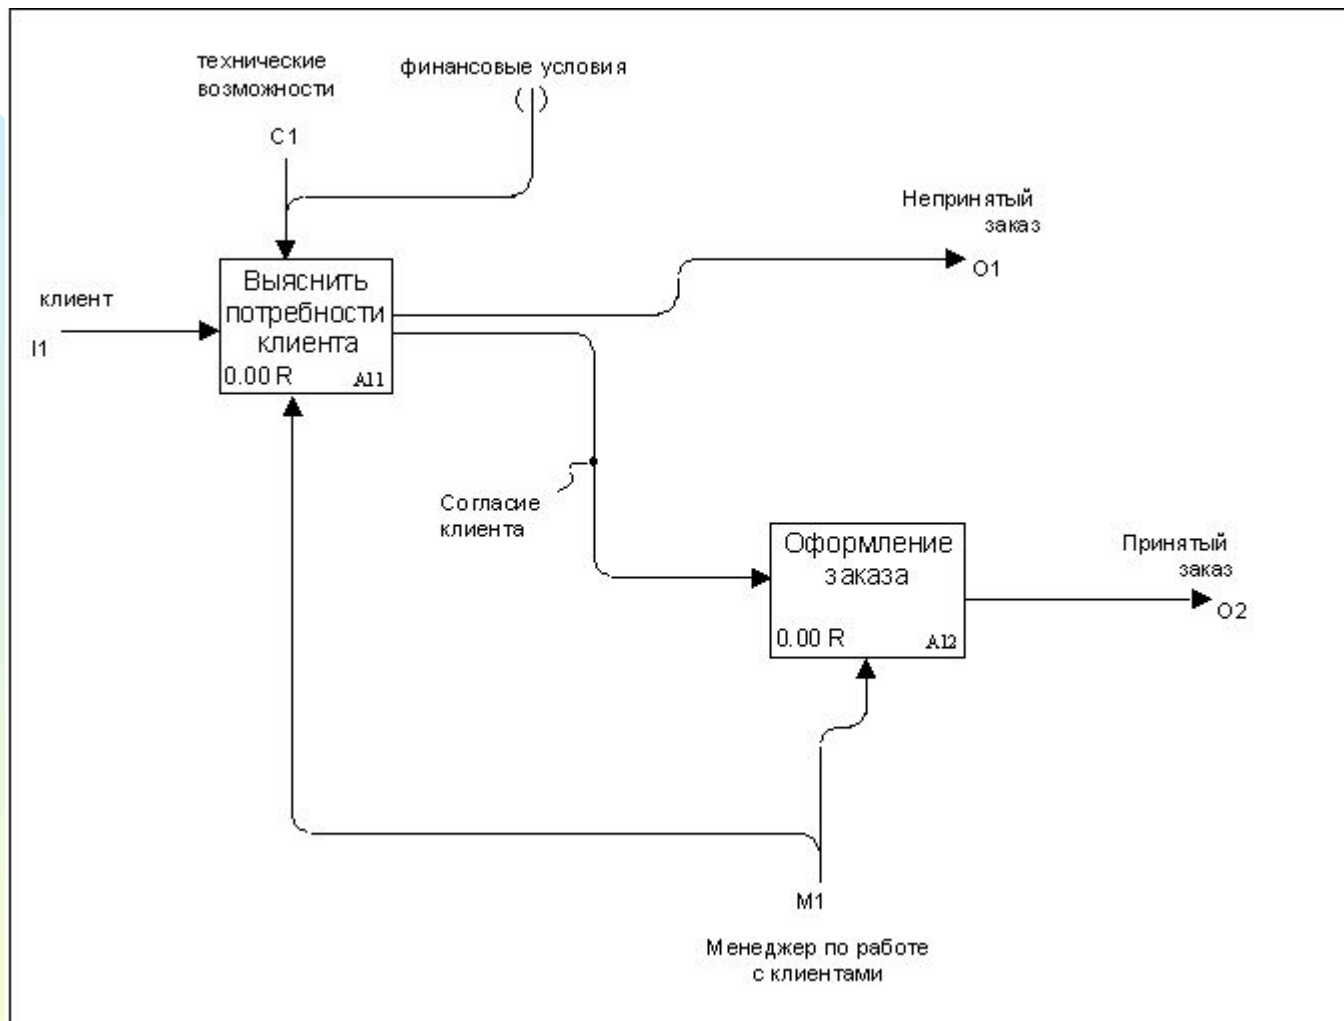 технические
возможности
финансовые условия
( )
C1
Непринятый
заказ
O1
клиент
I1
Выяснить
потребности
клиента
0.00 R
A11
Согласие
клиента
Оформление
заказа
0.00 R
A12
Принятый
заказ
O2
M1
Менеджер по работе
с клиентами